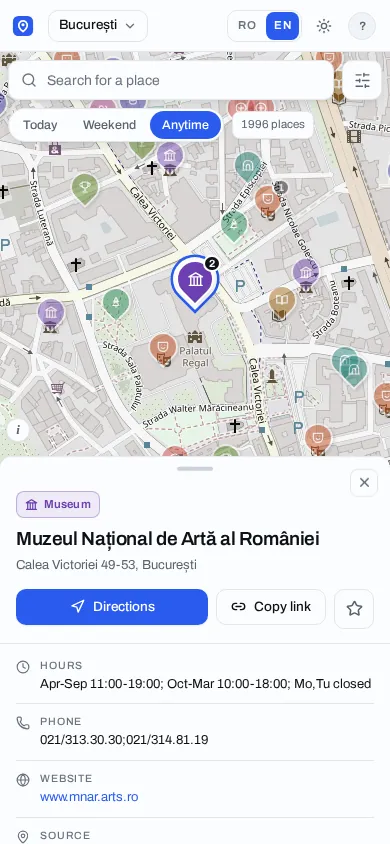 București
RO
EN
?
Search for a place
Today
Weekend
Anytime
1996 places
Strada Luterană
Calea Victoriei
Strada Episcopiei
Strada Nicolae Golescu
1
P
2
P
Palatul
Regal
Strada Sala Palatului
Calea Victoriei
Strada Walter Mărăcineanu
P
P
i
Museum
Muzeul Național de Artă al României
Calea Victoriei 49-53, București
Directions
Copy link
HOURS
Apr-Sep 11:00-19:00; Oct-Mar 10:00-18:00; Mo,Tu closed
PHONE
021/313.30.30;021/314.81.19
WEBSITE
www.mnar.arts.ro
SOURCE